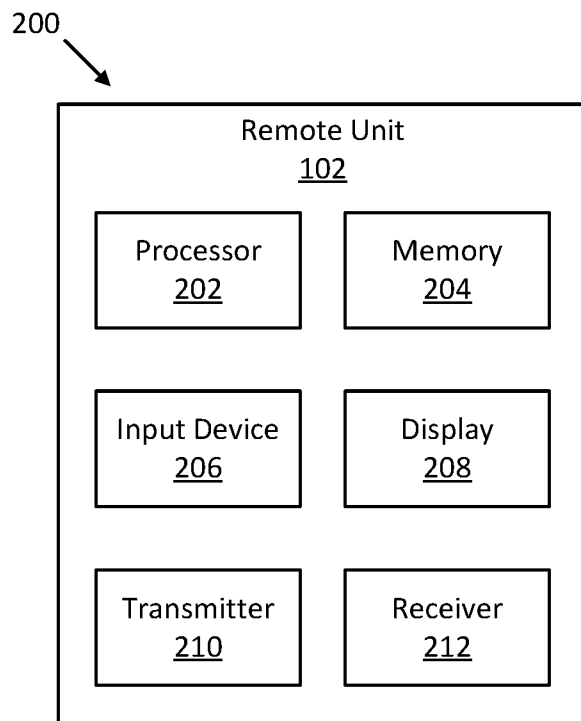 200
Remote Unit
102
Processor
202
Memory
204
Input Device
206
Display
208
Transmitter
210
Receiver
212